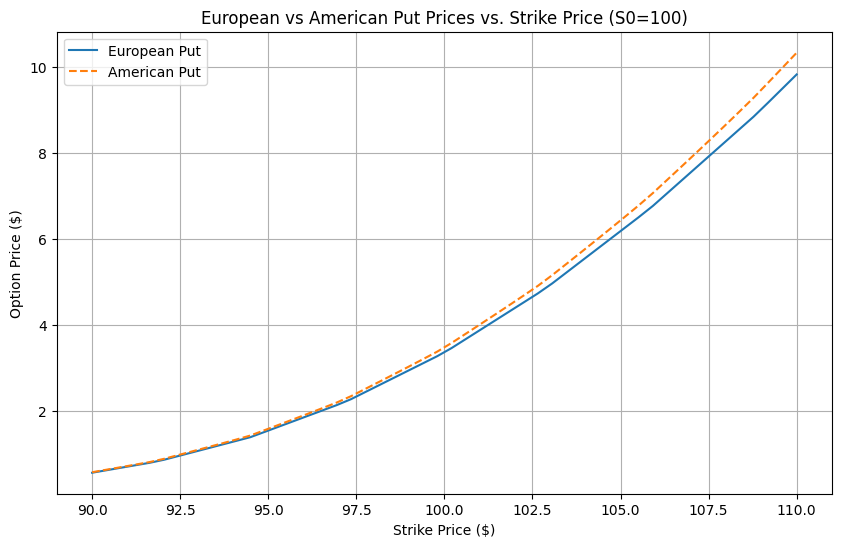 European vs American Put Prices vs. Strike Price (S0=100)
European Put
American Put
Option Price ($)
10
8
6
4
2
90.0 92.5 95.0 97.5 100.0 102.5 105.0 107.5 110.0
Strike Price ($)